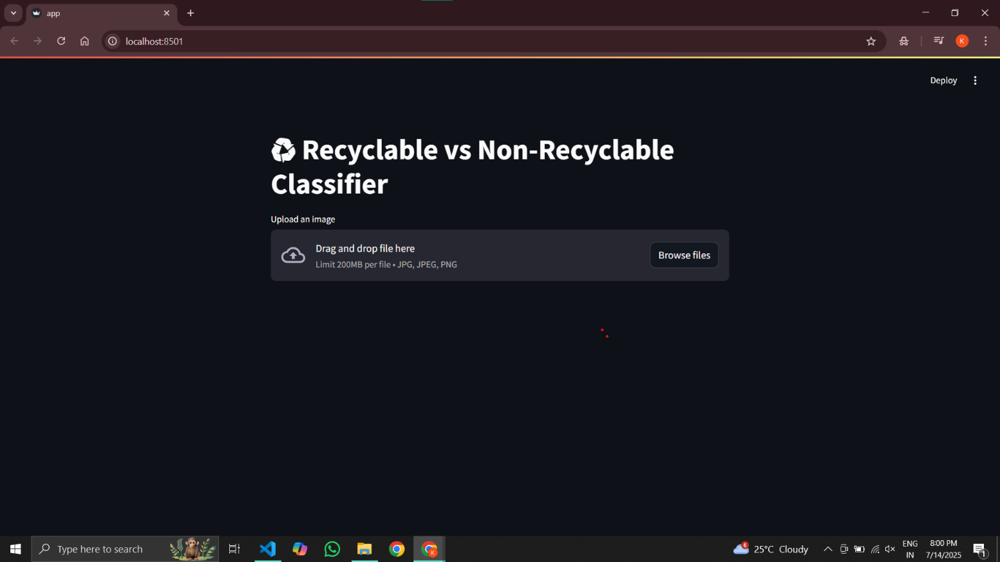 app
localhost:8501
Deploy
Recyclable vs Non-Recyclable
Classifier
Upload an image
Drag and drop file here
Limit 200MB per file • JPG, JPEG, PNG
Browse files
Type here to search
K
K
6
25°C Cloudy
ENG
IN
8:00 PM
7/14/2025
1